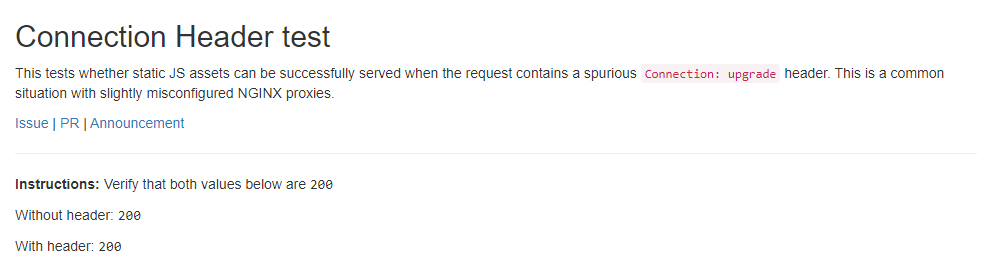 Connection Header test
This tests whether static JS assets can be successfully served when the request contains a spurious Connection: upgrade header. This is a common
situation with slightly misconfigured NGINX proxies.
Issue | PR | Announcement
Instructions: Verify that both values below are 200
Without header: 200
With header: 200